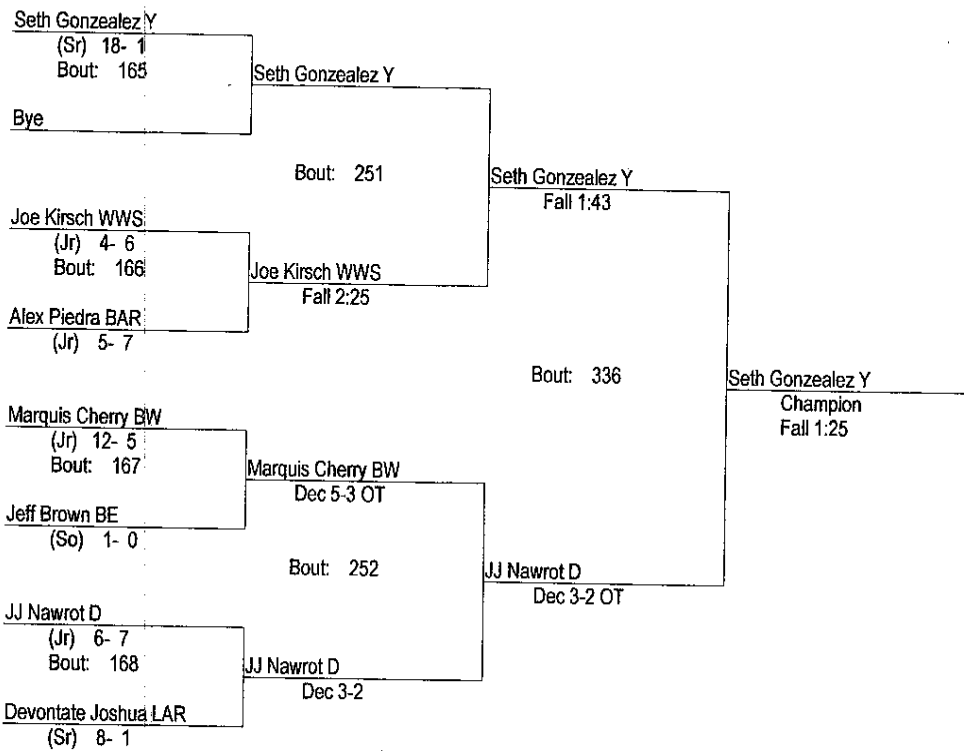 Seth Gonzealez Y
(Sr) 18- 1
Bout: 165
Seth Gonzealez Y
Bye
Bout: 251
Seth Gonzealez Y
Fall 1:43
Joe Kirsch WWS
(Jr) 4- 6
Bout: 166
Joe Kirsch WWS
Fall 2:25
Alex Piedra BAR
(Jr) 5- 7
Bout: 336
Seth Gonzealez Y
Champion
Fall 1:25
Marquis Cherry BW
(Jr) 12- 5
Bout: 167
Marquis Cherry BW
Dec 5-3 OT
Jeff Brown BE
(So) 1- 0
Bout: 252
JJ Nawrot D
Dec 3-2 OT
JJ Nawrot D
(Jr) 6- 7
Bout: 168
JJ Nawrot D
Dec 3-2
Devontate Joshua LAR
(Sr) 8- 1